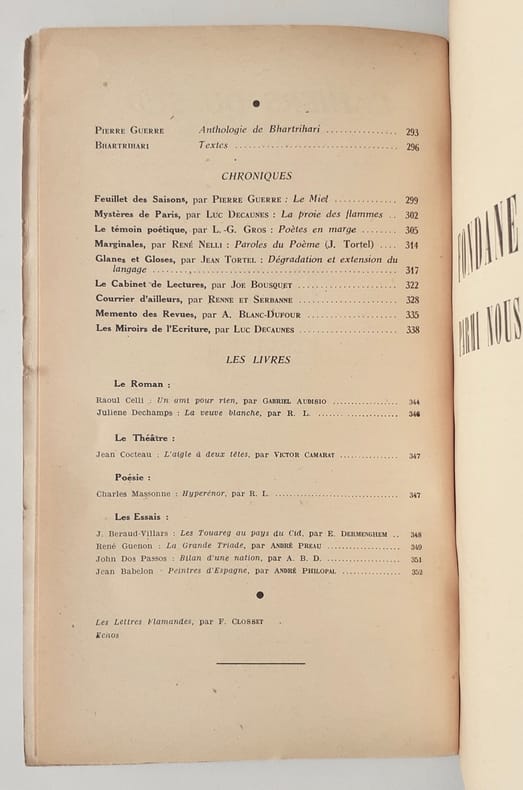 PIERRE GUERRE Anthologie de Bhartrihari ................ 293
BHARTRIHARI Textes .................................... 296
CHRONIQUES
Feuillet des Saisons, par PIERRE GUERRE : Le Miel .............. 299
Mystères de Paris, par LUC DECAUNES : La proie des flammes .. 302
Le témoin poétique, par L.-G. GROS : Poètes en marge ........ 305
Marginales, par RENÉ NELLI : Paroles du Poème (J. Tortel) .... 314
Glanes et Gloses, par JEAN TORTEL : Dégradation et extension du
langage ...................................................... 317
Le Cabinet de Lectures, par JOE BOUSQUET ...................... 322
Courrier d'ailleurs, par RENNE ET SERBANNE ...................... 328
Memento des Revues, par A. BLANC-DUFOUR .................... 335
Les Miroirs de l'Ecriture, par LUC DECAUNES ...................... 338
LES LIVRES
Le Roman :
Raoul Celli : Un ami pour rien, par GABRIEL AUDISIO ................. 344
Juliene Dechamps : La veuve blanche, par R. L. ..................... 346
Le Théâtre :
Jean Cocteau : L'aigle à deux têtes, par VICTOR CAMARAT ............... 347
Poésie :
Charles Massonne : Hyperénor, par R. L. ............................... 347
Les Essais :
J. Beraud-Villars : Les Touareg au pays du Cid, par E. DERMENGHEM .. 348
René Guenon : La Grande Triade, par ANDRÉ PREAU ................... 349
John Dos Passos : Bilan d'une nation, par A. B. D. .................... 351
Jean Babelon - Peintres d'Espagne, par ANDRÉ PHILOPAL ............... 352
Les Lettres Flamandes, par F. CLOSSET .
Echos
FONDANE
PARMI NOUS